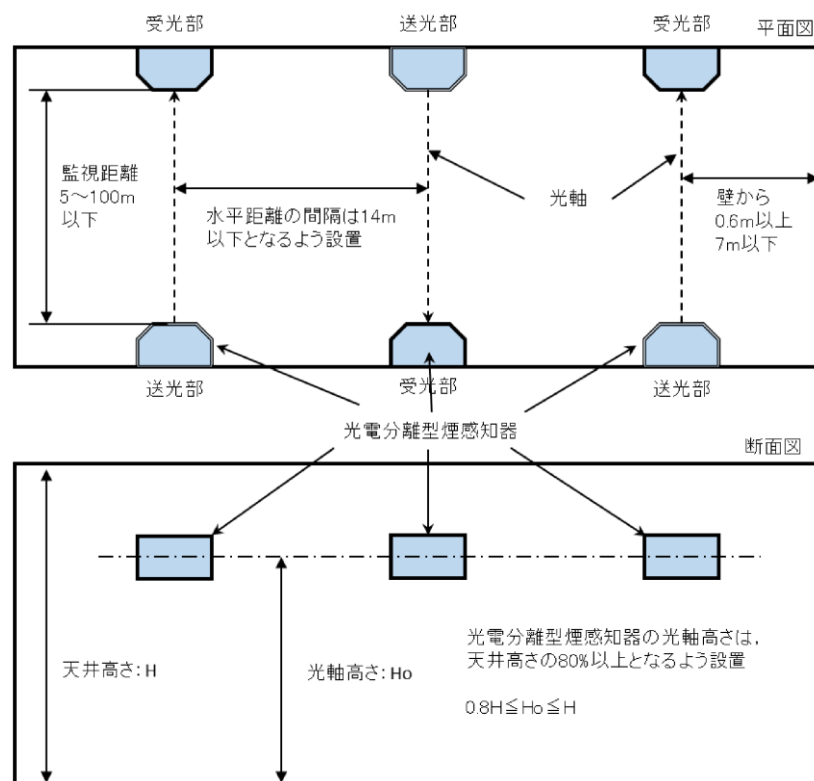 受光部
送光部
受光部
平面図
監視距離
5～100m
以下
水平距離の間隔は14m
以下となるよう設置
光軸
壁から
0.6m以上
7m以下
送光部
受光部
送光部
光電分離型煙感知器
断面図
天井高さ：H
光軸高さ：Ho
光電分離型煙感知器の光軸高さは，
天井高さの80%以上となるよう設置
0.8H≦Ho≦H